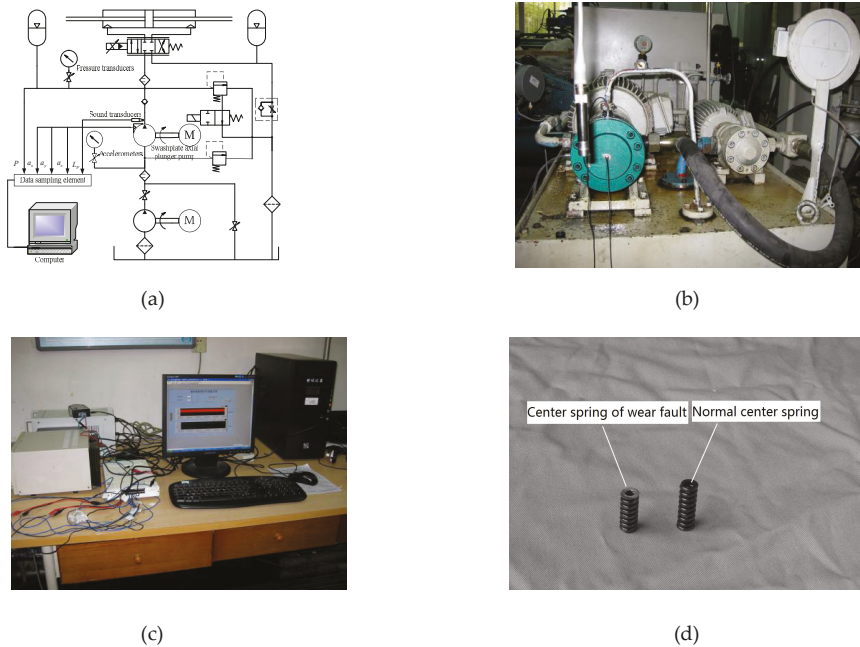 Pressure transducers
Sound transducers
M
Swashplate axial
plunger pump
Accelerometers
P
Data sampling element
M
Computer
(a)
(b)
Center spring of wear fault
Normal center spring
(c)
(d)